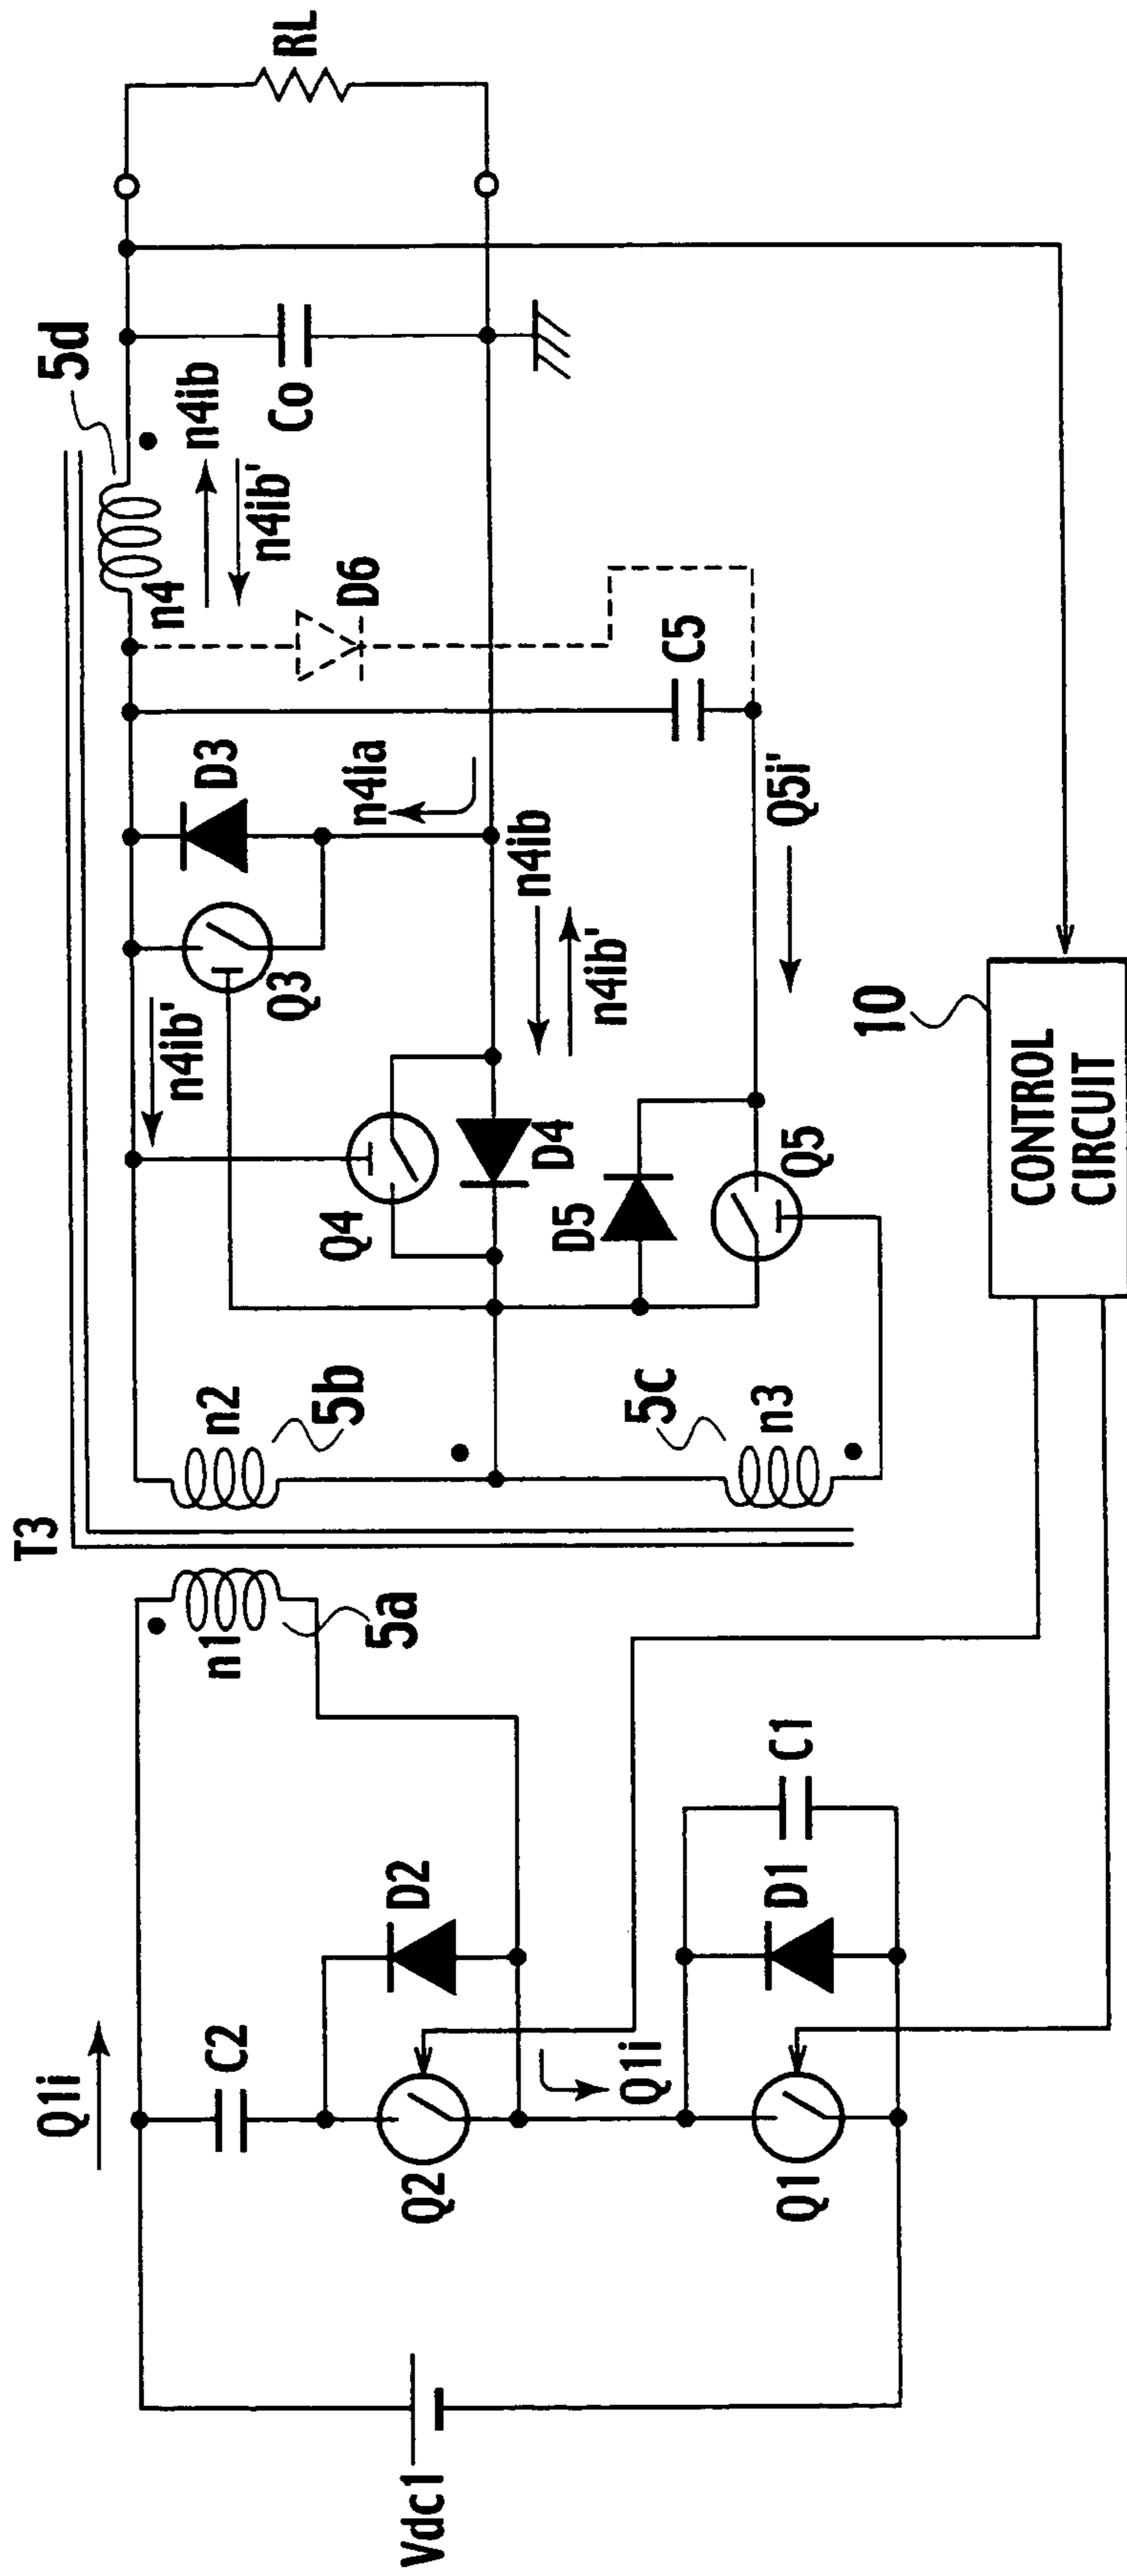 T3
5d
Q1i
n4ib'
D3
n4
n4ib
n4ib'
RL
n1
n2
5b
Q3
n4ia
D6
Co
5a
C2
Q4
D2
Q2
D4
n4ib
n4ib'
Vdc1
Q1i
D5
5C
C5
Q1
D1
C1
n3
Q5
Q5i'
10
CONTROL
CIRCUIT